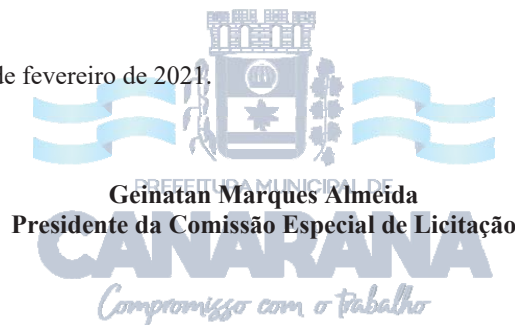 de fevereiro de 2021.
PREFEITURA MUNICIPAL DE
Geinatan Marques Almeida
Presidente da Comissão Especial de Licitação
CANARANA
Compromisso com o trabalho